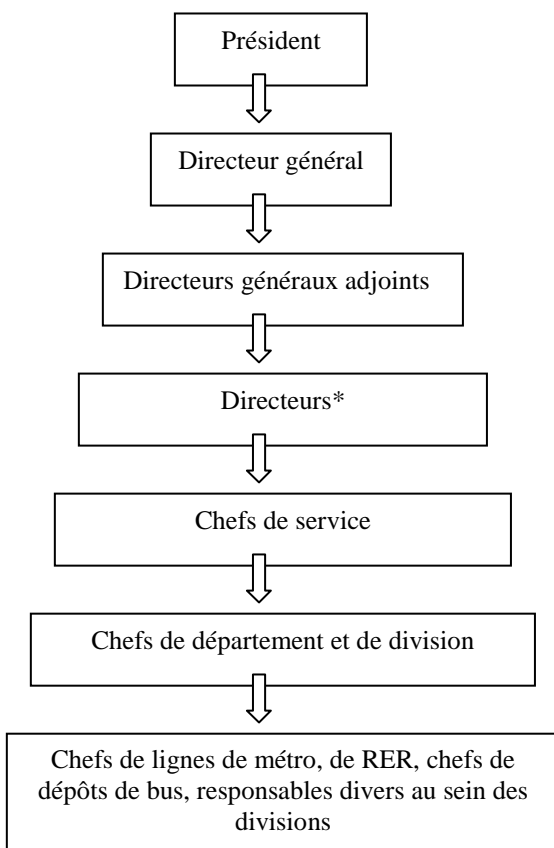 Président
Directeur général
Directeurs généraux adjoints
Directeurs*
Chefs de service
Chefs de département et de division
Chefs de lignes de métro, de RER, chefs de
dépôts de bus, responsables divers au sein des
divisions